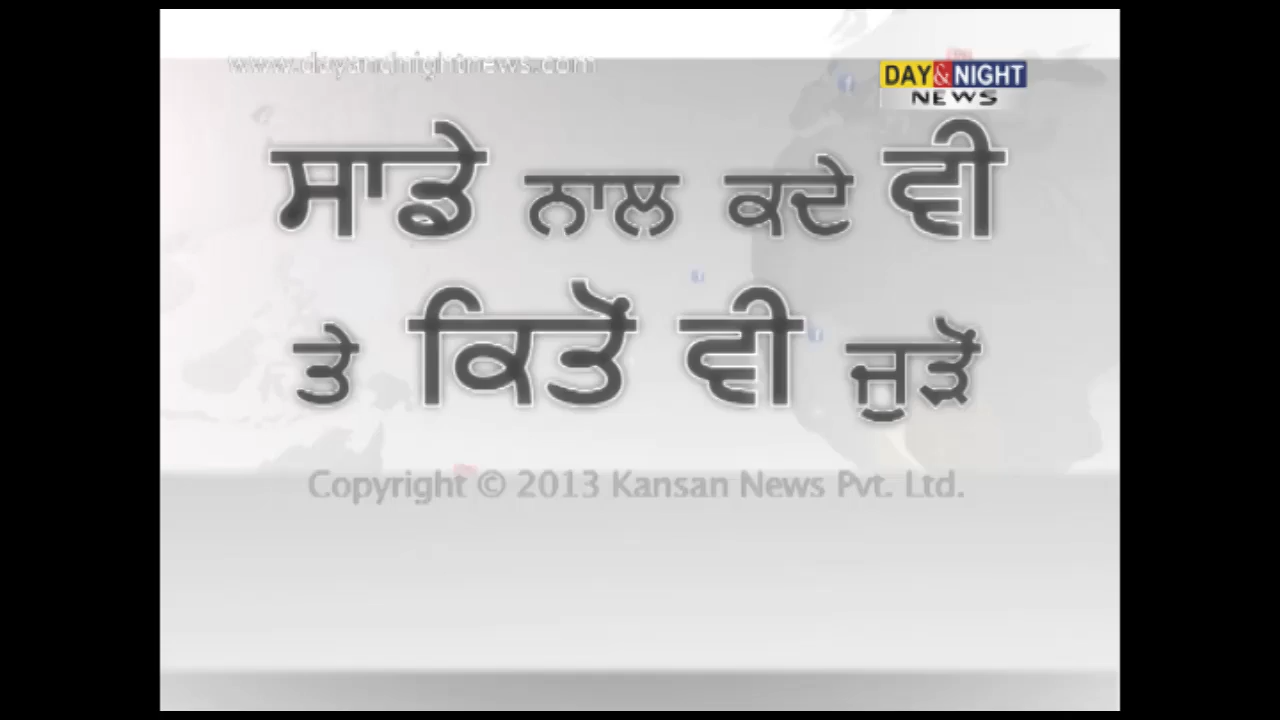 www.dayandnightnews.com
DAY & NIGHT
NEWS
ਸਾਡੇ ਨਾਲ ਕਦੇ ਵੀ
ਤੇ ਕਿਤੋਂ ਵੀ ਜੁੜੋਂ
Copyright © 2013 Kansan News Pvt. Ltd.